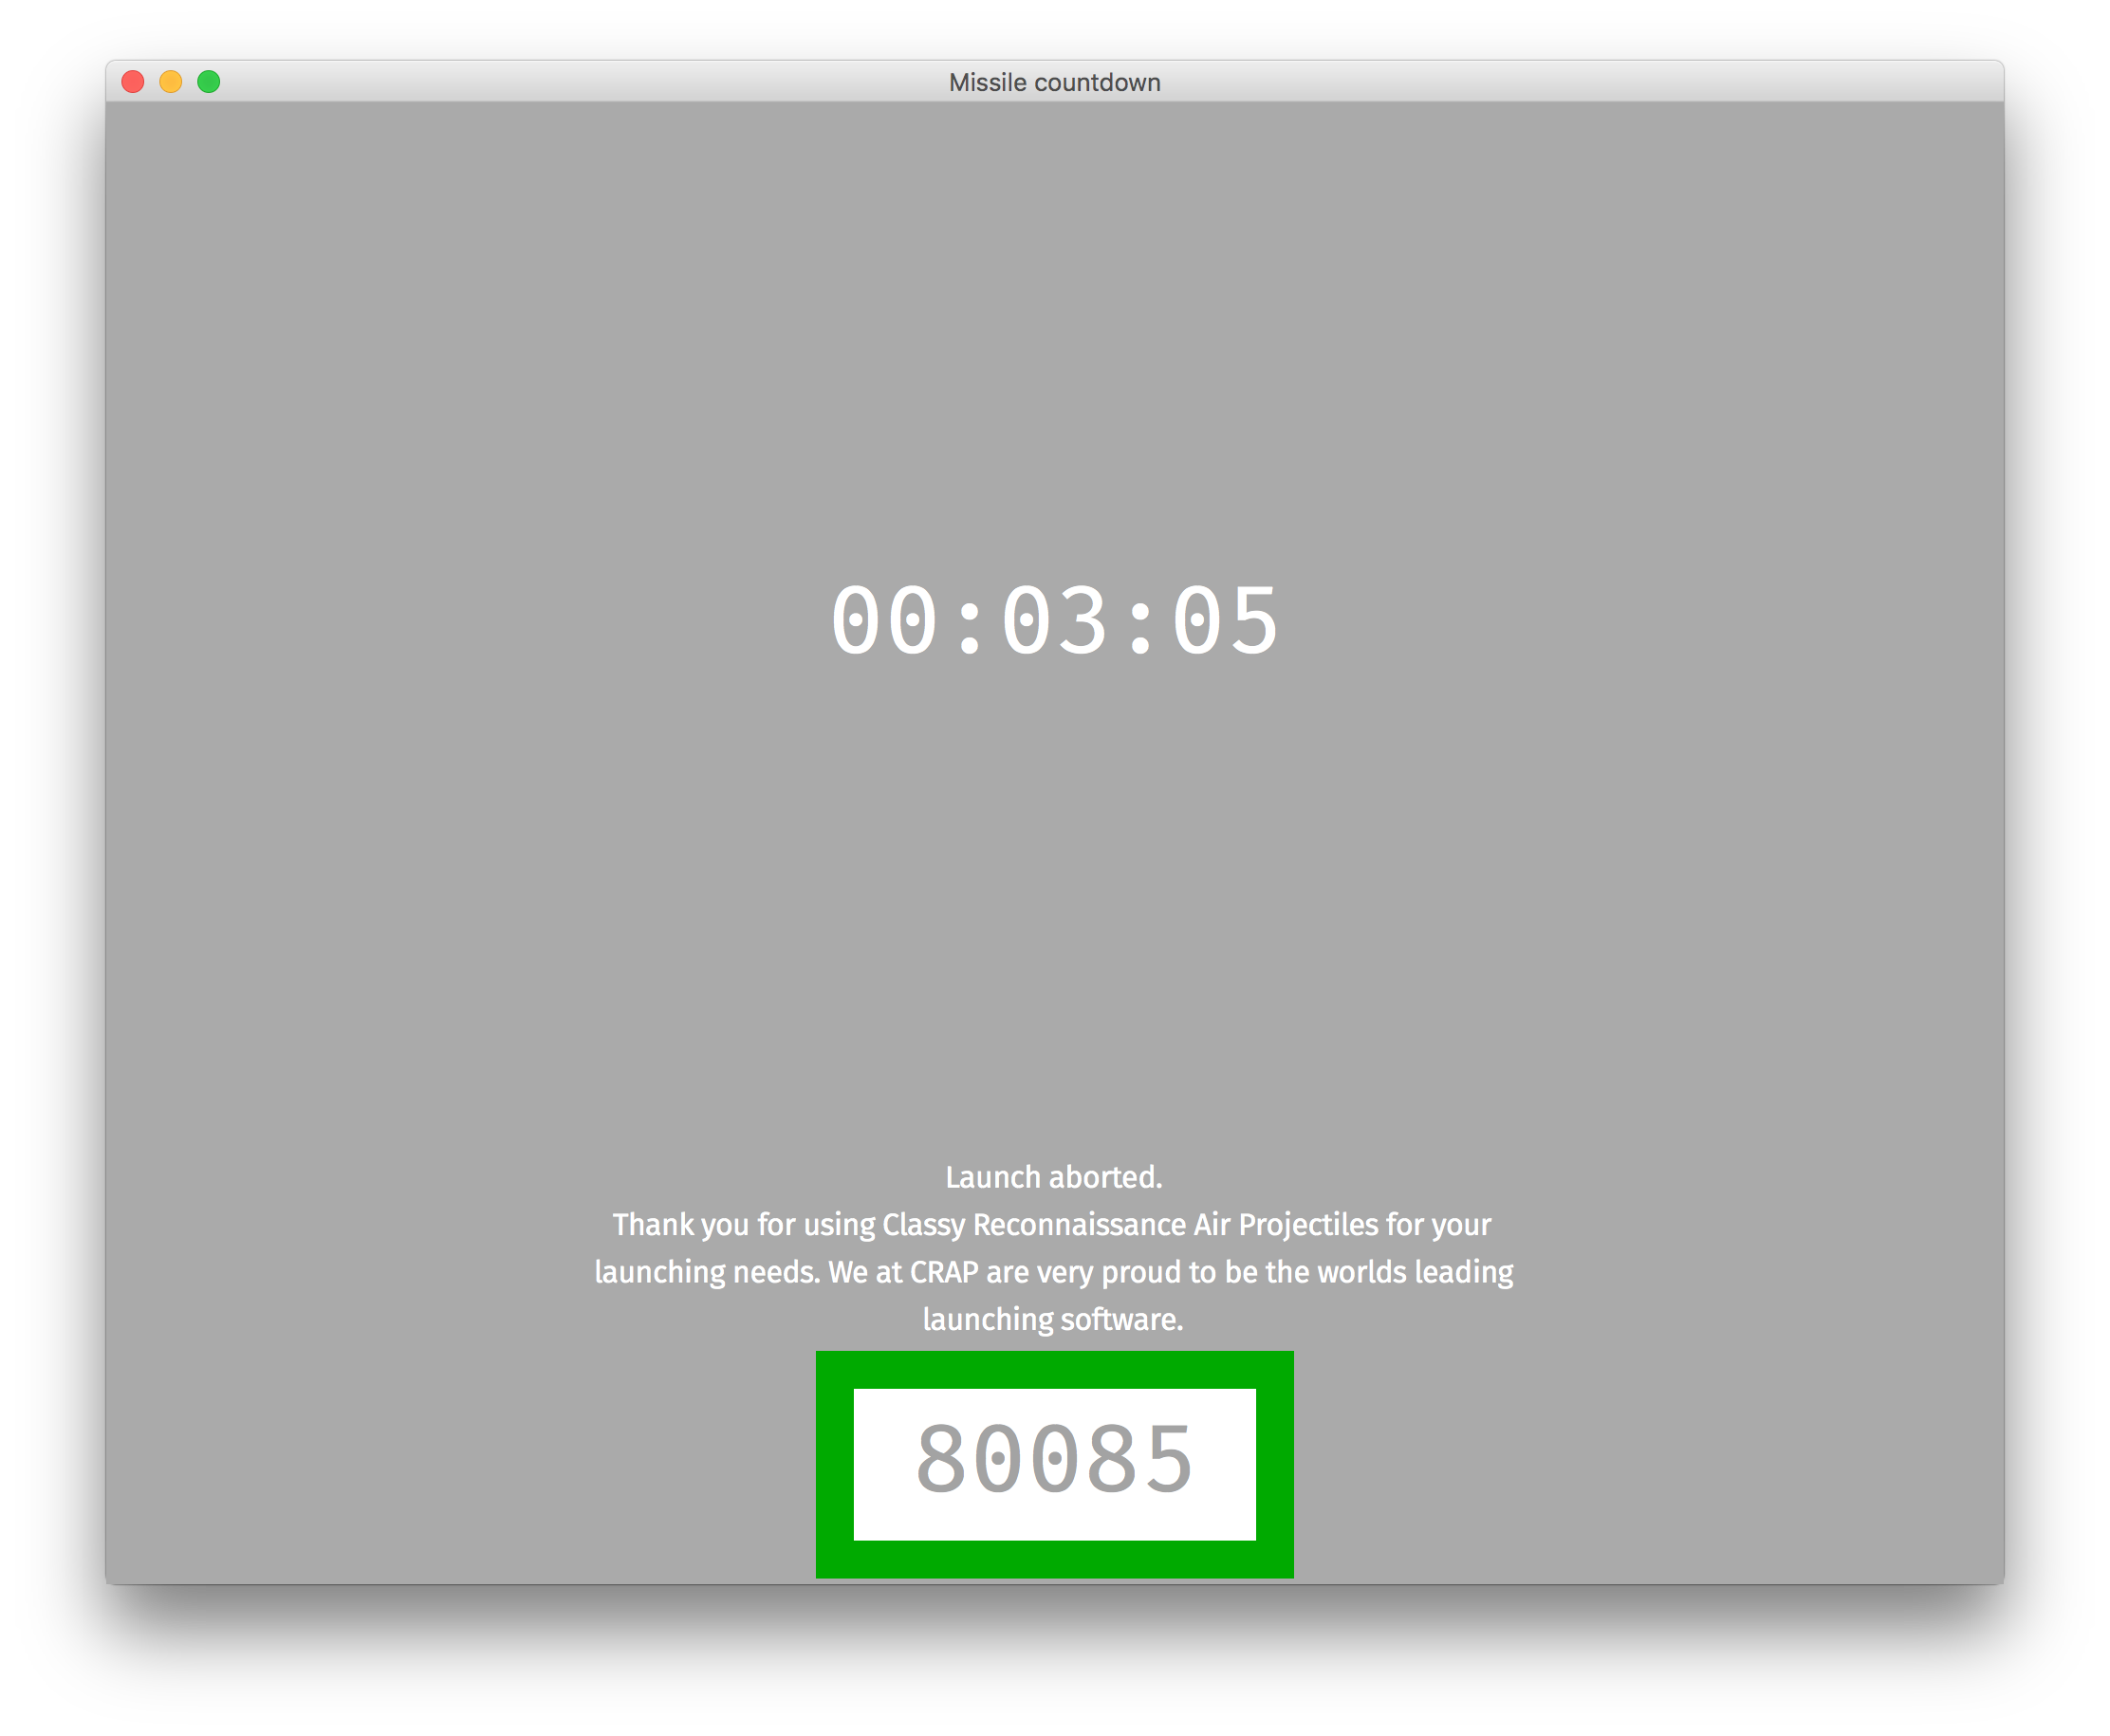 Missile countdown
00:03:05
Launch aborted.
Thank you for using Classy Reconnaissance Air Projectiles for your
launching needs. We at CRAP are very proud to be the worlds leading
launching software.
80085